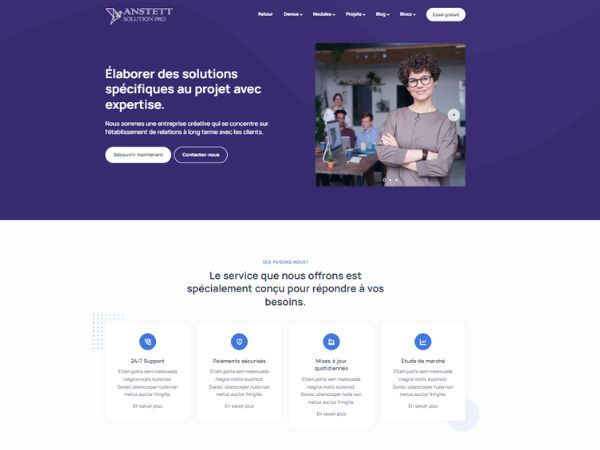 ANSTETT
SOLUTION PRO
Retour Demos Modules Projets Blog Blocs Essai gratuit
Élaborer des solutions
spécifiques au projet avec
expertise.
Nous sommes une entreprise créative qui se concentre sur
l'établissement de relations à long terme avec les clients.
Découvrir maintenant Contactez-nous
QUE FAISONS-NOUS?
Le service que nous offrons est
spécialement conçu pour répondre à vos
besoins.
24/7 Support
Etiam porta sem malesuada
magna mollis euismod.
Donec ullamcorper nulla non
metus auctor fringilla.
En savoir plus
Paiements sécurisés
Etiam porta sem malesuada
magna mollis euismod.
Donec ullamcorper nulla non
metus auctor fringilla.
En savoir plus
Mises à jour
quotidiennes
Etiam porta sem malesuada
magna mollis euismod.
Donec ullamcorper nulla non
metus auctor fringilla.
En savoir plus
Étude de marché
Etiam porta sem malesuada
magna mollis euismod.
Donec ullamcorper nulla non
metus auctor fringilla.
En savoir plus